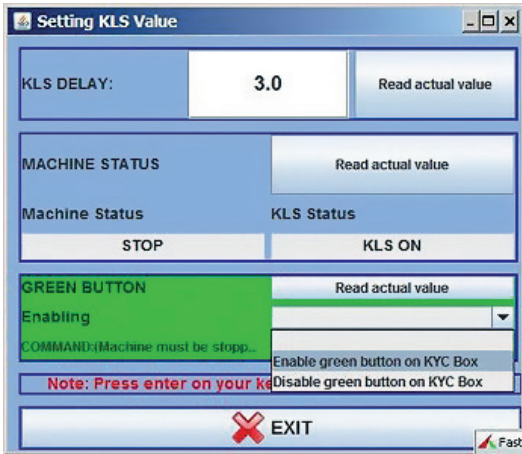 Setting KLS Value
KLS DELAY: 3.0 Read actual value
MACHINE STATUS Read actual value
Machine Status KLS Status
STOP KLS ON
GREEN BUTTON Read actual value
Enabling
COMMAND:(Machine must be stopp..
Enable green button on KYC Box
Note: Press enter on your ke
Disable green button on KYC Box
EXIT
Fast